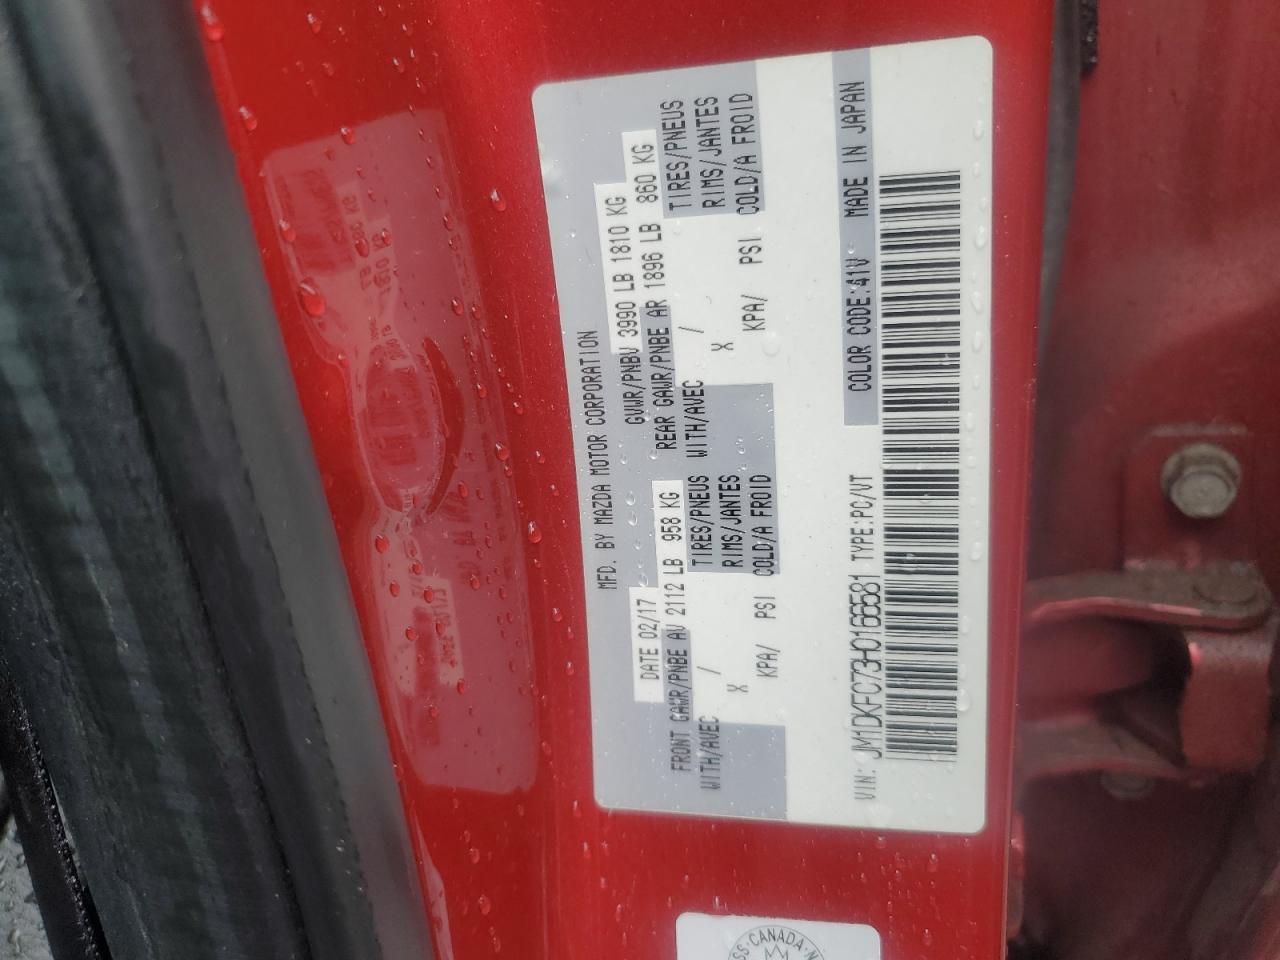 MFD. BY MAZDA MOTOR CORPORATION
DATE 02/17 GVWR/PNBV 3990 LB 1810 KG
FRONT GAWR/PNBE AV 2112 LB 958 KG REAR GAWR/PNBE AR 1896 LB 860 KG
WITH/AVEC TIRES/PNEUS WITH/AVEC TIRES/PNEUS
X / RIMS/JANTES X / RIMS/JANTES
KPA/ PSI COLD/A FROID KPA/ PSI COLD/A FROID
COLOR CODE:41V MADE IN JAPAN
VIN: JM1DKFC73H0166581 TYPE:PC/VT
SS·CANADA·N